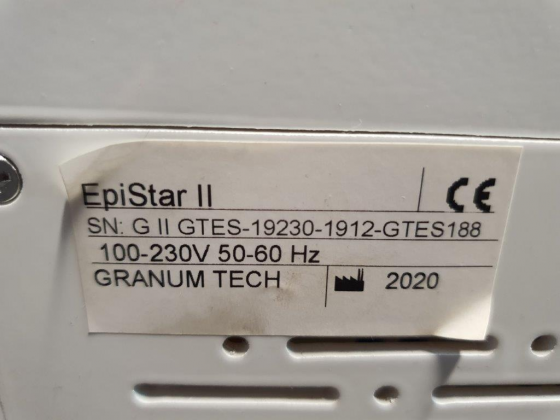 EpiStar II CE
SN: G II GTES-19230-1912-GTES188
100-230V 50-60 Hz
GRANUM TECH 2020